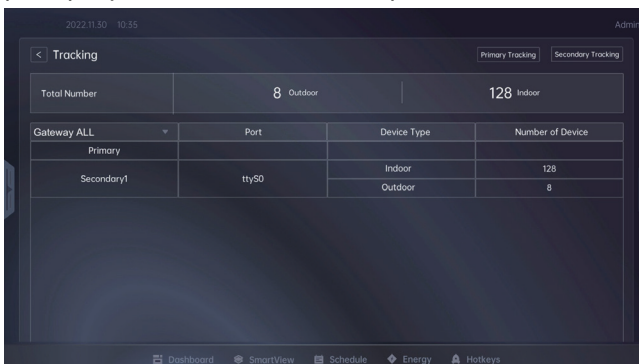 2022.11.30 10:35 Admin
< Tracking Primary Tracking Secondary Tracking
Total Number 8 Outdoor 128 Indoor
Gateway ALL Port Device Type Number of Device
Primary
Secondary1 ttyS0 Indoor 128
Outdoor 8
Dashboard SmartView Schedule Energy Hotkeys